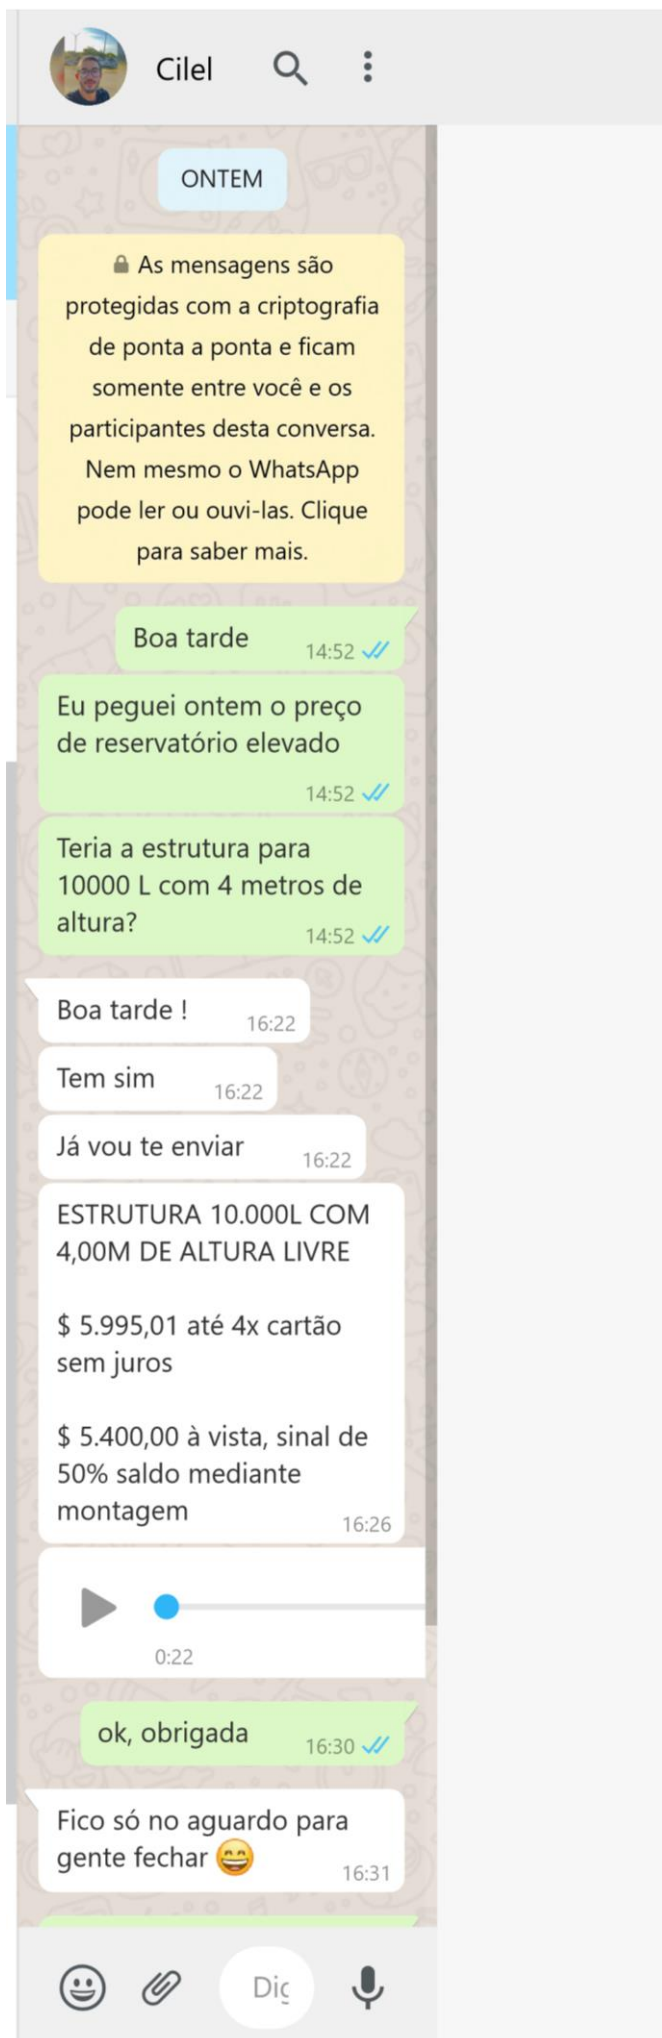 Cilel
ONTEM
As mensagens são
protegidas com a criptografia
de ponta a ponta e ficam
somente entre você e os
participantes desta conversa.
Nem mesmo o WhatsApp
pode ler ou ouvi-las. Clique
para saber mais.
Boa tarde
14:52
Eu peguei ontem o preço
de reservatório elevado
14:52
Teria a estrutura para
10000 L com 4 metros de
altura?
14:52
Boa tarde !
16:22
Tem sim
16:22
Já vou te enviar
16:22
ESTRUTURA 10.000L COM
4,00M DE ALTURA LIVRE
$ 5.995,01 até 4x cartão
sem juros
$ 5.400,00 à vista, sinal de
50% saldo mediante
montagem
16:26
0:22
ok, obrigada
16:30
Fico só no aguardo para
gente fechar 😄
16:31